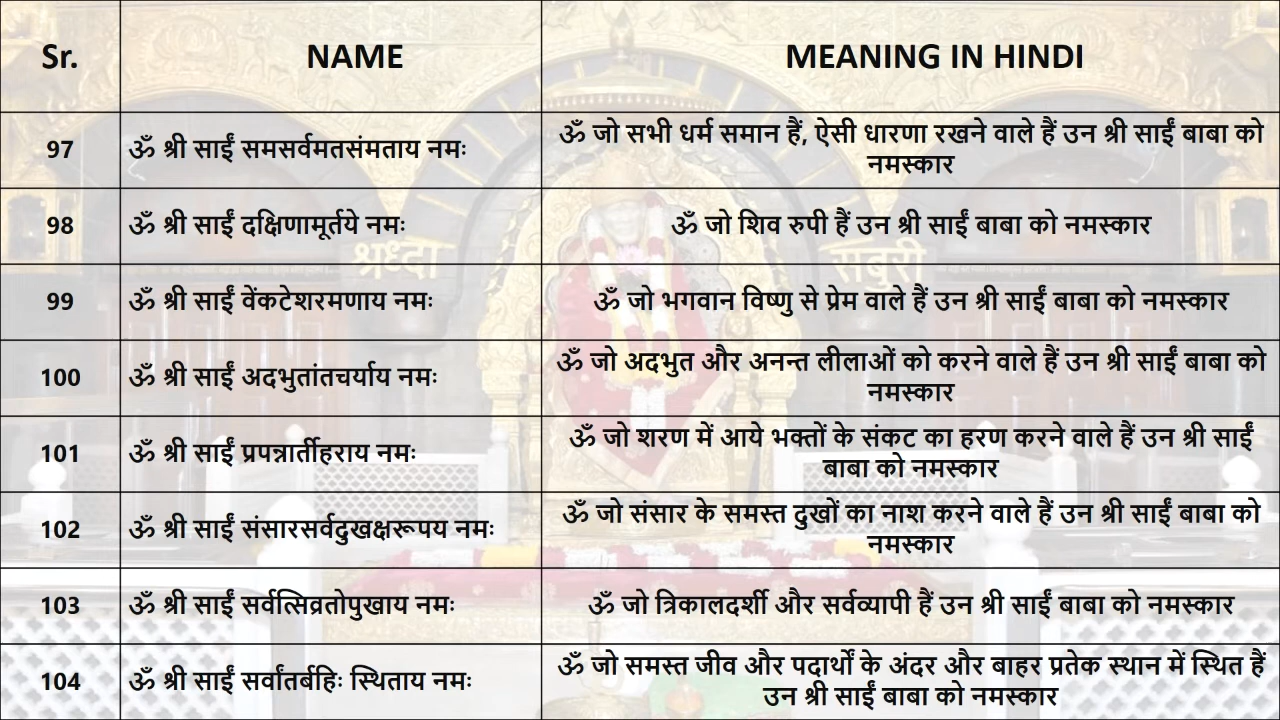 Sr. NAME MEANING IN HINDI
97 ॐ श्री साईं समसर्वमतसंमताय नमः ॐ जो सभी धर्म समान हैं, ऐसी धारणा रखने वाले हैं उन श्री साईं बाबा को
नमस्कार
98 ॐ श्री साईं दक्षिणामूर्तये नमः ॐ जो शिव रुपी हैं उन श्री साईं बाबा को नमस्कार
श्रध्दा सबुरी
99 ॐ श्री साईं वेंकटेशरमणाय नमः ॐ जो भगवान विष्णु से प्रेम वाले हैं उन श्री साईं बाबा को नमस्कार
100 ॐ श्री साईं अदभुतांतचर्याय नमः ॐ जो अदभुत और अनन्त लीलाओं को करने वाले हैं उन श्री साईं बाबा को
नमस्कार
101 ॐ श्री साईं प्रपन्नार्तीहराय नमः ॐ जो शरण में आये भक्तों के संकट का हरण करने वाले हैं उन श्री साईं
बाबा को नमस्कार
102 ॐ श्री साईं संसारसर्वदुखक्षरूपय नमः ॐ जो संसार के समस्त दुखों का नाश करने वाले हैं उन श्री साईं बाबा को
नमस्कार
103 ॐ श्री साईं सर्वत्सिव्रतोपुखाय नमः ॐ जो त्रिकालदर्शी और सर्वव्यापी हैं उन श्री साईं बाबा को नमस्कार
104 ॐ श्री साईं सर्वांतर्बहिः स्थिताय नमः ॐ जो समस्त जीव और पदार्थों के अंदर और बाहर प्रतेक स्थान में स्थित हैं
उन श्री साईं बाबा को नमस्कार